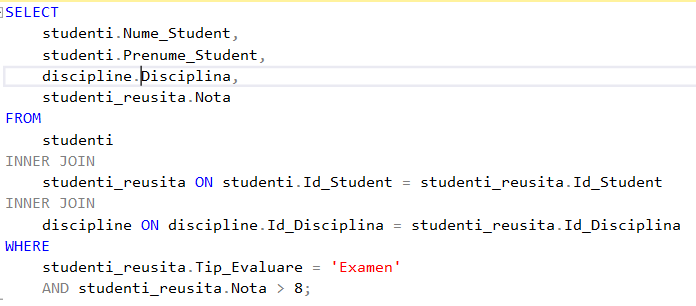 SELECT
studenti.Nume_Student,
studenti.Prenume_Student,
discipline.Disciplina,
studenti_reusita.Nota
FROM
studenti
INNER JOIN
studenti_reusita ON studenti.Id_Student = studenti_reusita.Id_Student
INNER JOIN
discipline ON discipline.Id_Disciplina = studenti_reusita.Id_Disciplina
WHERE
studenti_reusita.Tip_Evaluare = 'Examen'
AND studenti_reusita.Nota > 8;